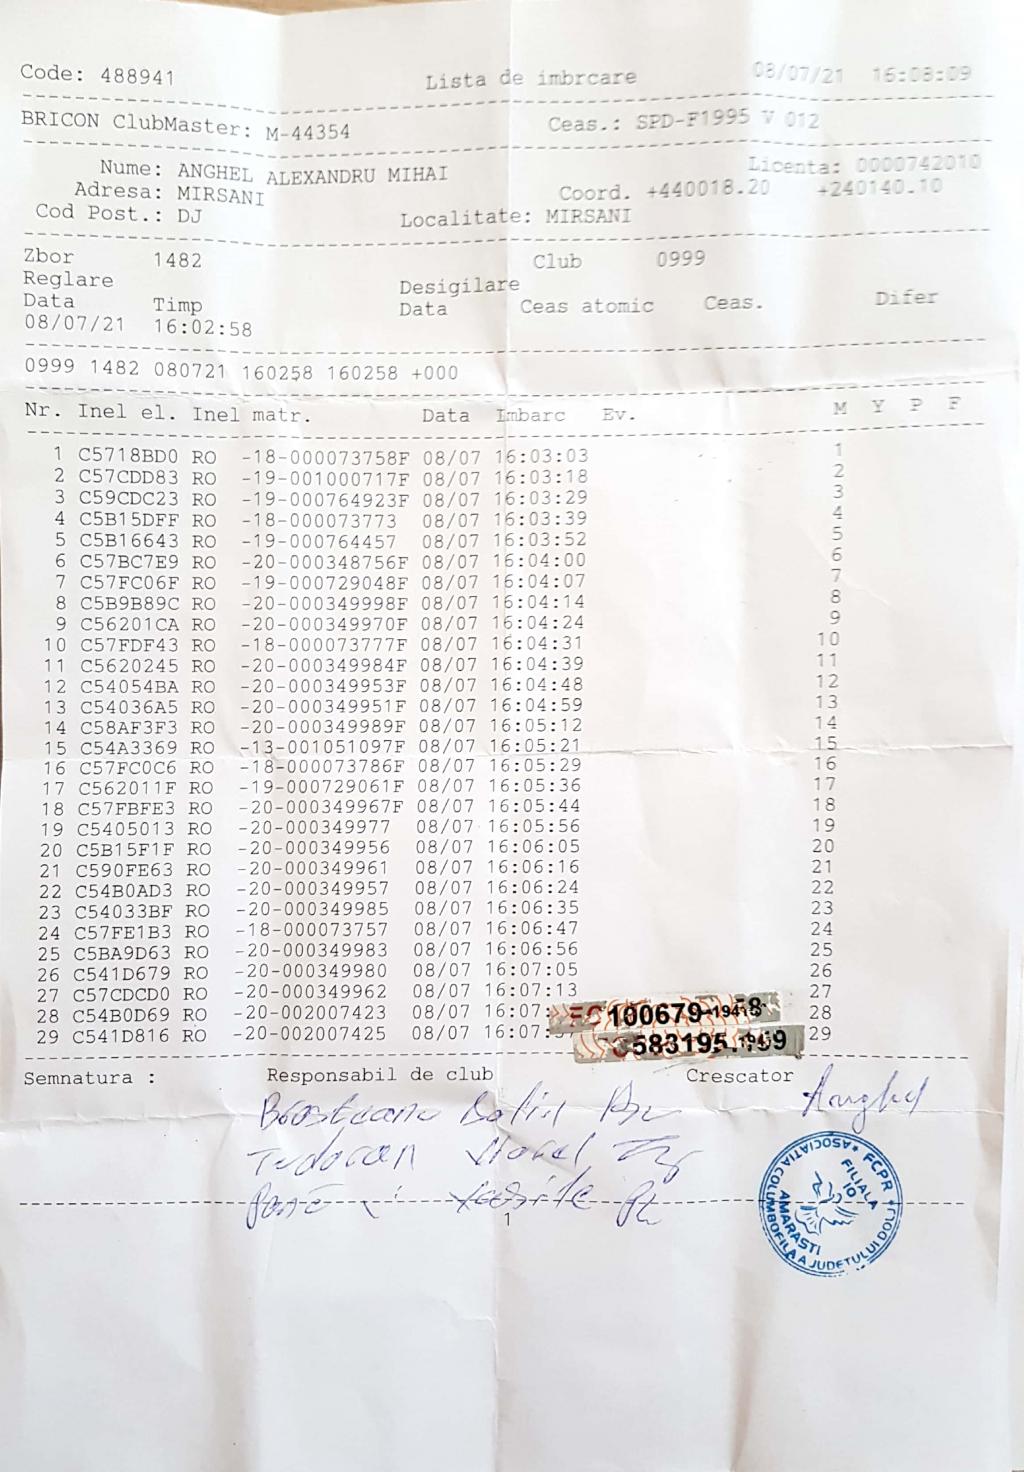 Code: 488941 Lista de imbrcare 08/07/21 16:08:09
BRICON ClubMaster: M-44354 Ceas.: SPD-F1995 V 012
Nume: ANGHEL ALEXANDRU MIHAI Licenta: 0000742010
Adresa: MIRSANI Coord. +440018.20 +240140.10
Cod Post.: DJ Localitate: MIRSANI
Zbor 1482 Club 0999
Reglare Desigilare
Data Timp Data Ceas atomic Ceas. Difer
08/07/21 16:02:58
0999 1482 080721 160258 160258 +000
Nr. Inel el. Inel matr. Data Imbarc Ev. M Y P F
1 C5718BD0 RO -18-000073758F 08/07 16:03:03 1
2 C57CDD83 RO -19-001000717F 08/07 16:03:18 2
3 C59CDC23 RO -19-000764923F 08/07 16:03:29 3
4 C5B15DFF RO -18-000073773 08/07 16:03:39 4
5 C5B16643 RO -19-000764457 08/07 16:03:52 5
6 C57BC7E9 RO -20-000348756F 08/07 16:04:00 6
7 C57FC06F RO -19-000729048F 08/07 16:04:07 7
8 C5B9B89C RO -20-000349998F 08/07 16:04:14 8
9 C56201CA RO -20-000349970F 08/07 16:04:24 9
10 C57FDF43 RO -18-000073777F 08/07 16:04:31 10
11 C5620245 RO -20-000349984F 08/07 16:04:39 11
12 C54054BA RO -20-000349953F 08/07 16:04:48 12
13 C54036A5 RO -20-000349951F 08/07 16:04:59 13
14 C58AF3F3 RO -20-000349989F 08/07 16:05:12 14
15 C54A3369 RO -13-001051097F 08/07 16:05:21 15
16 C57FC0C6 RO -18-000073786F 08/07 16:05:29 16
17 C562011F RO -19-000729061F 08/07 16:05:36 17
18 C57FBFE3 RO -20-000349967F 08/07 16:05:44 18
19 C5405013 RO -20-000349977 08/07 16:05:56 19
20 C5B15F1F RO -20-000349956 08/07 16:06:05 20
21 C590FE63 RO -20-000349961 08/07 16:06:16 21
22 C54B0AD3 RO -20-000349957 08/07 16:06:24 22
23 C54033BF RO -20-000349985 08/07 16:06:35 23
24 C57FE1B3 RO -18-000073757 08/07 16:06:47 24
25 C5BA9D63 RO -20-000349983 08/07 16:06:56 25
26 C541D679 RO -20-000349980 08/07 16:07:05 26
27 C57CDCD0 RO -20-000349962 08/07 16:07:13 27
28 C54B0D69 RO -20-002007423 08/07 16:07: 100679 28
29 C541D816 RO -20-002007425 08/07 16:07: 583195 29
Semnatura : Responsabil de club Crescator Anghel
ASOCIATIA COLUMBOFILA A JUDETULUI DOLJ * FCPR *
FILIALA
10
AMARASTI
1